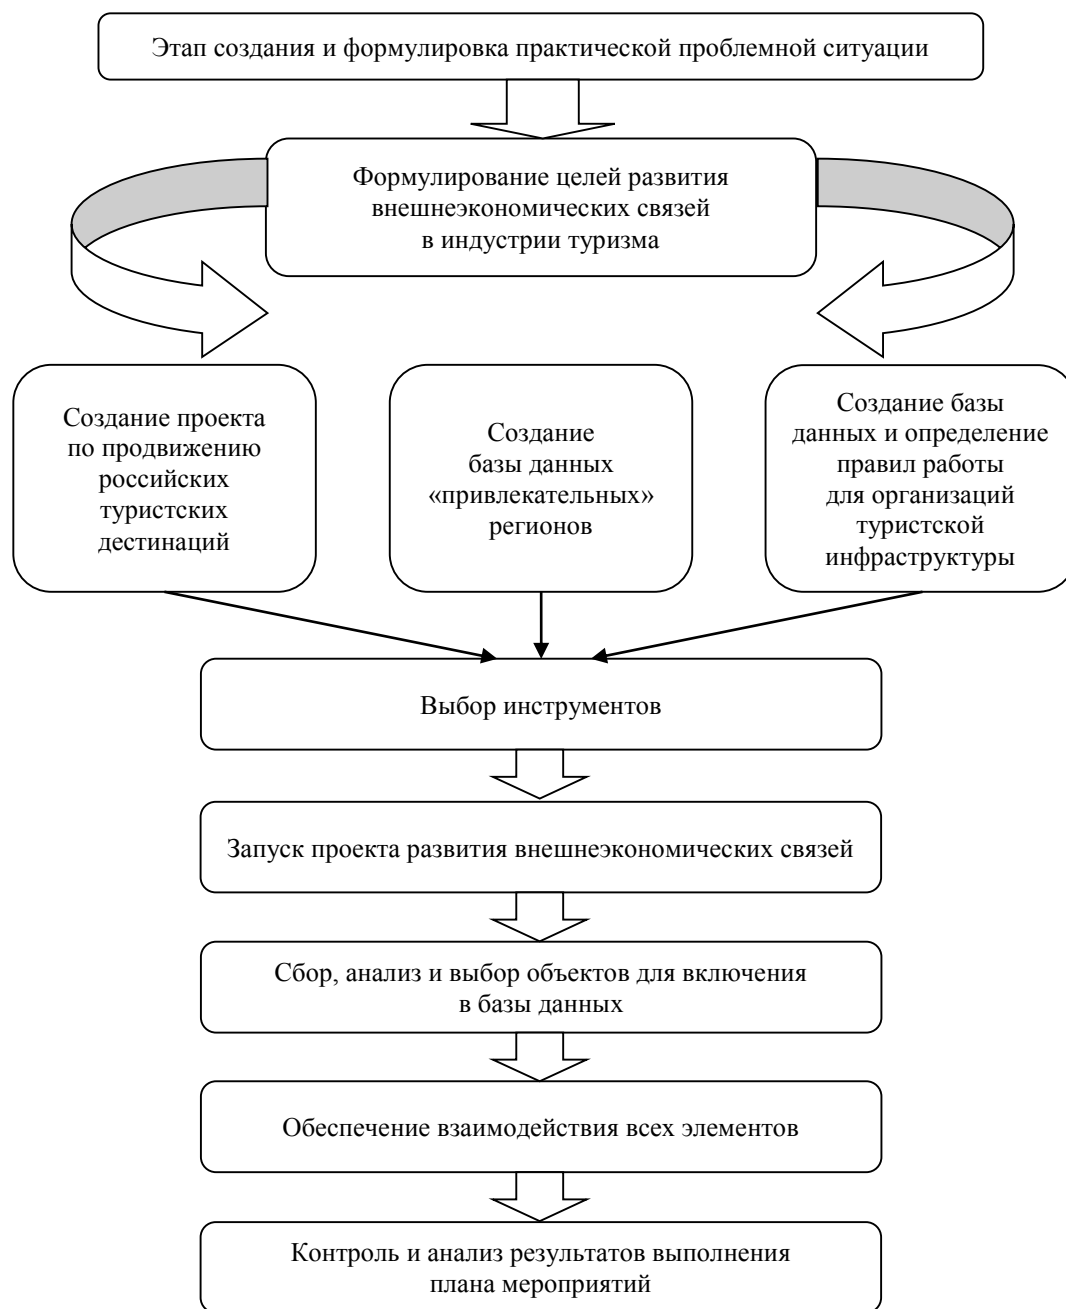 Этап создания и формулировка практической проблемной ситуации
Формулирование целей развития
внешнеэкономических связей
в индустрии туризма
Создание проекта
по продвижению
российских
туристских
дестинаций
Создание
базы данных
«привлекательных»
регионов
Создание базы
данных и определение
правил работы
для организаций
туристской
инфраструктуры
Выбор инструментов
Запуск проекта развития внешнеэкономических связей
Сбор, анализ и выбор объектов для включения
в базы данных
Обеспечение взаимодействия всех элементов
Контроль и анализ результатов выполнения
плана мероприятий